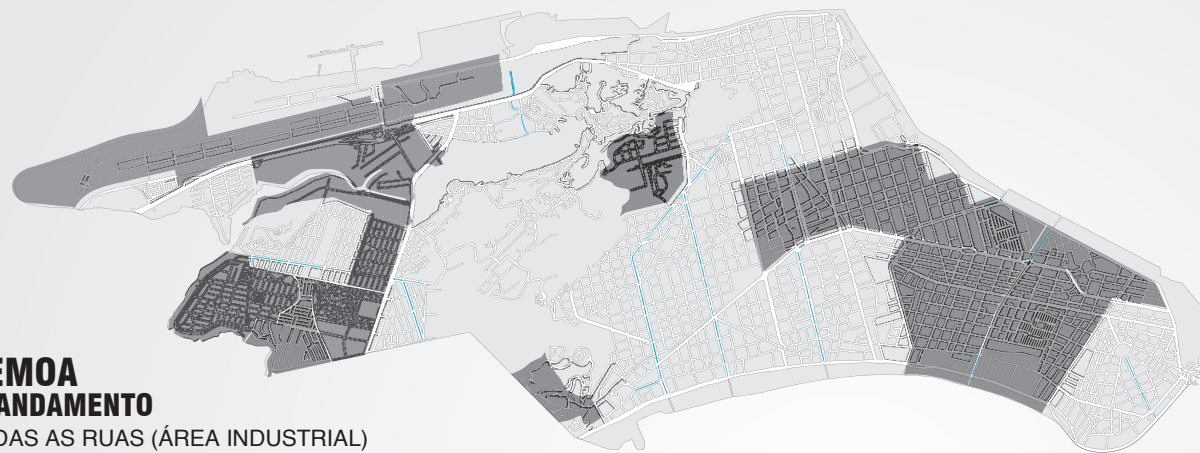 EMOA
ANDAMENTO
DAS AS RUAS (ÁREA INDUSTRIAL)